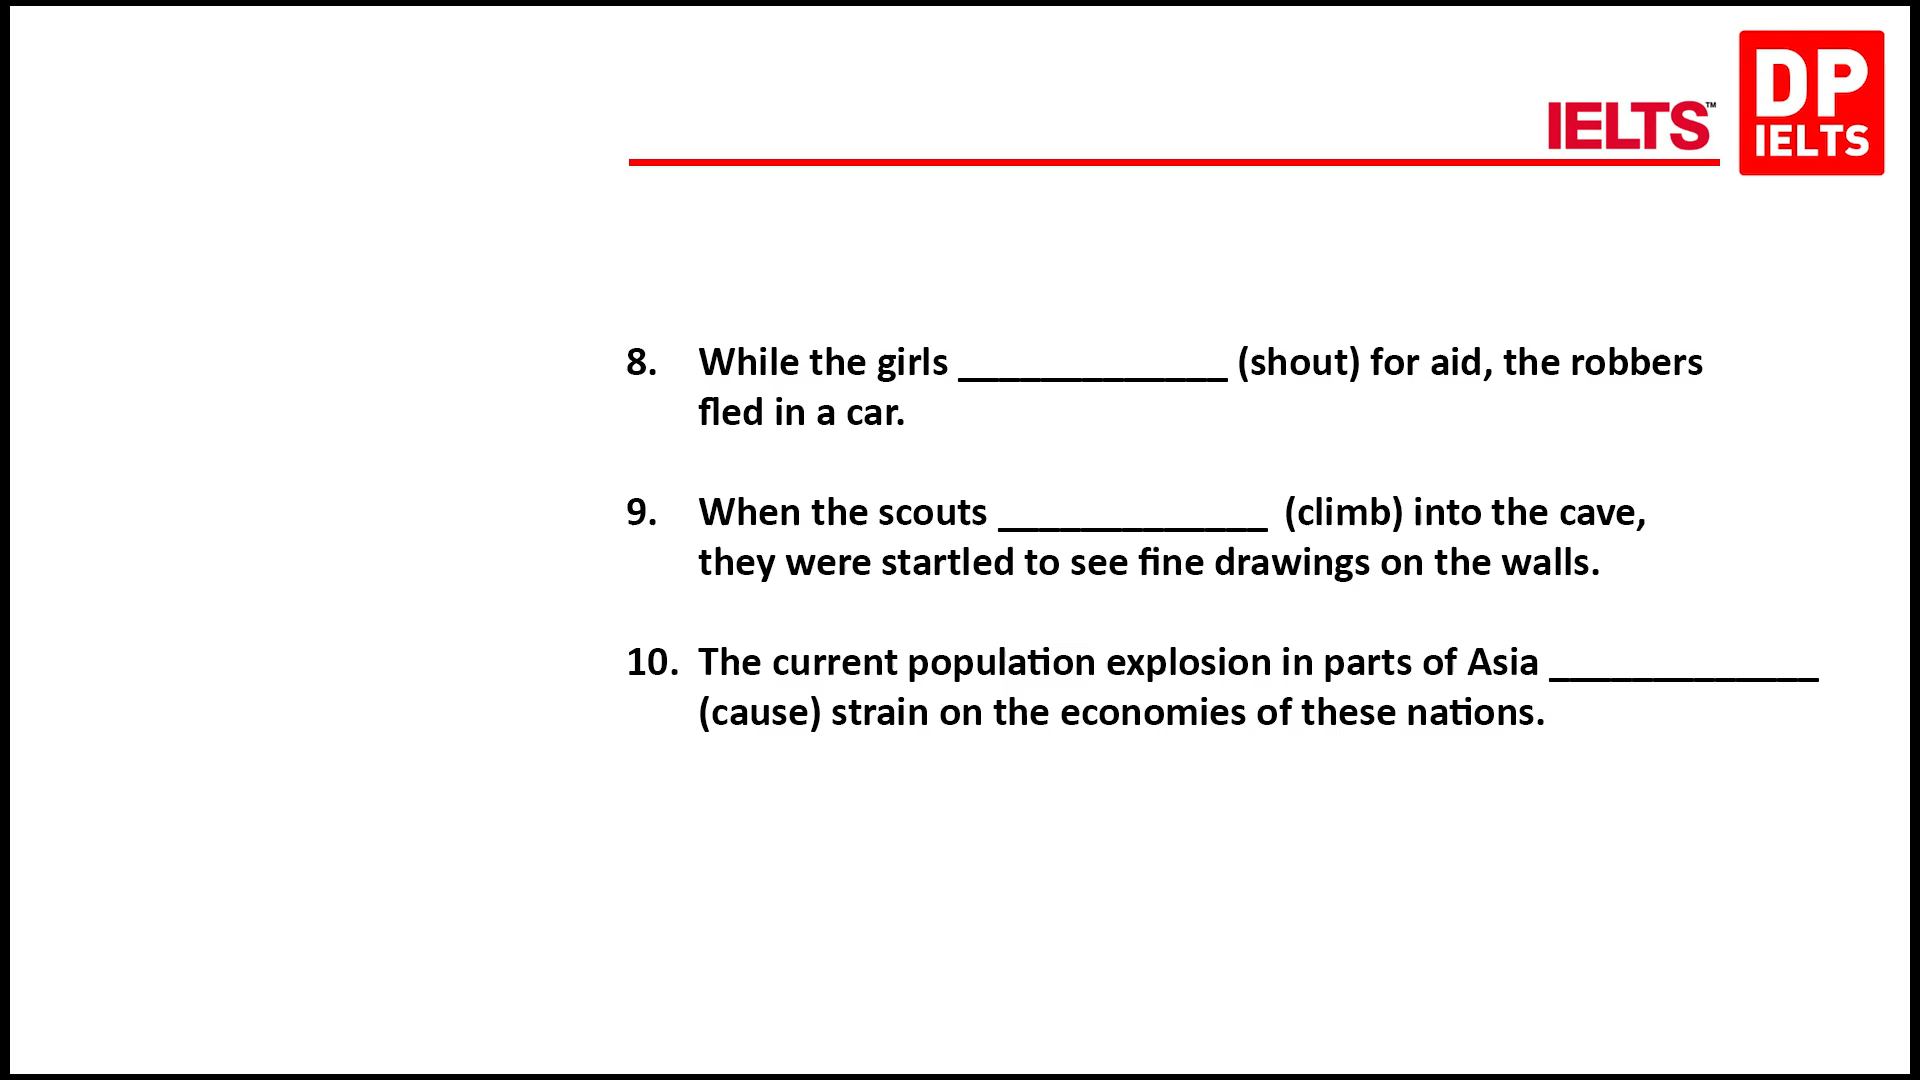 IELTS™
DP
IELTS
8. While the girls _____________ (shout) for aid, the robbers
fled in a car.
9. When the scouts _____________ (climb) into the cave,
they were startled to see fine drawings on the walls.
10. The current population explosion in parts of Asia _____________
(cause) strain on the economies of these nations.